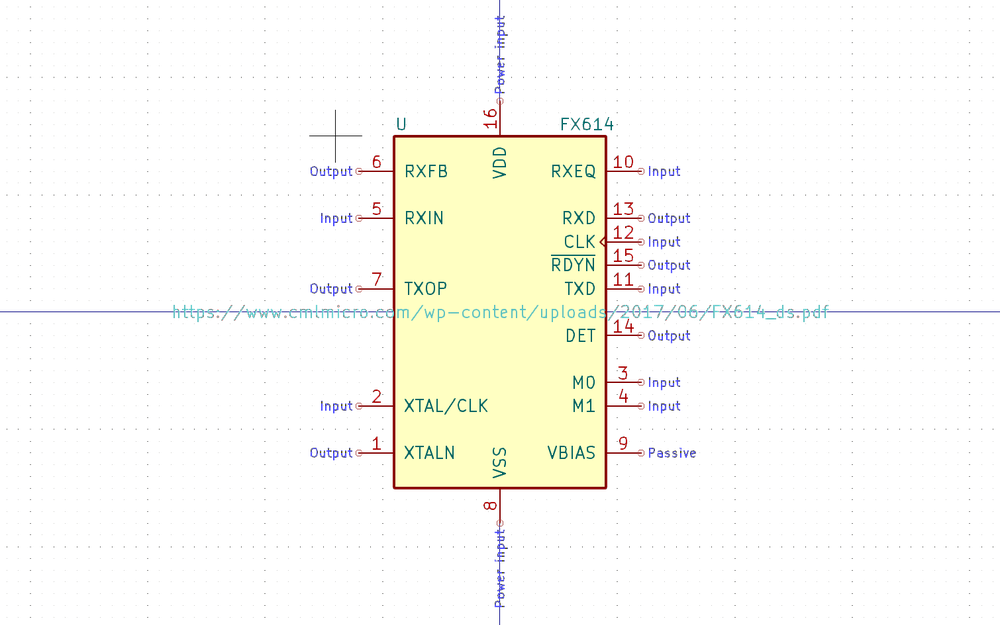 Power input
16
U
FX614
VDD
Output 6 RXFB
RXEQ 10 Input
Input 5 RXIN
RXD 13 Output
CLK 12 Input
RDYN 15 Output
Output 7 TXOP
TXD 11 Input
https://www.cmlmicro.com/wp-content/uploads/2017/06/FX614_ds.pdf
DET 14 Output
M0 3 Input
Input 2 XTAL/CLK
M1 4 Input
Output 1 XTALN
VBIAS 9 Passive
VSS
8
Power input